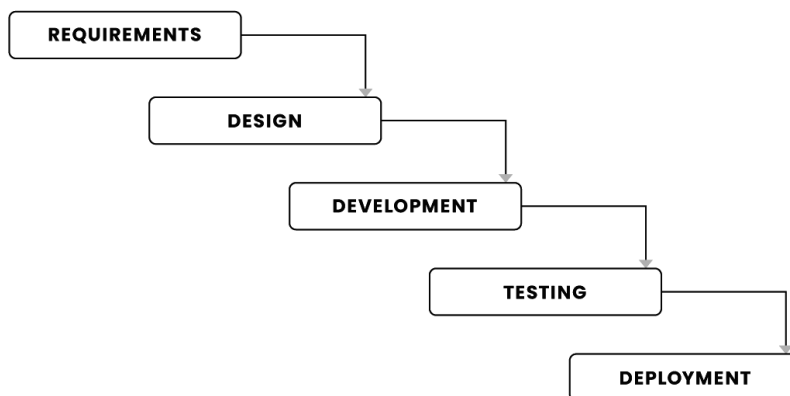 REQUIREMENTS
DESIGN
DEVELOPMENT
TESTING
DEPLOYMENT